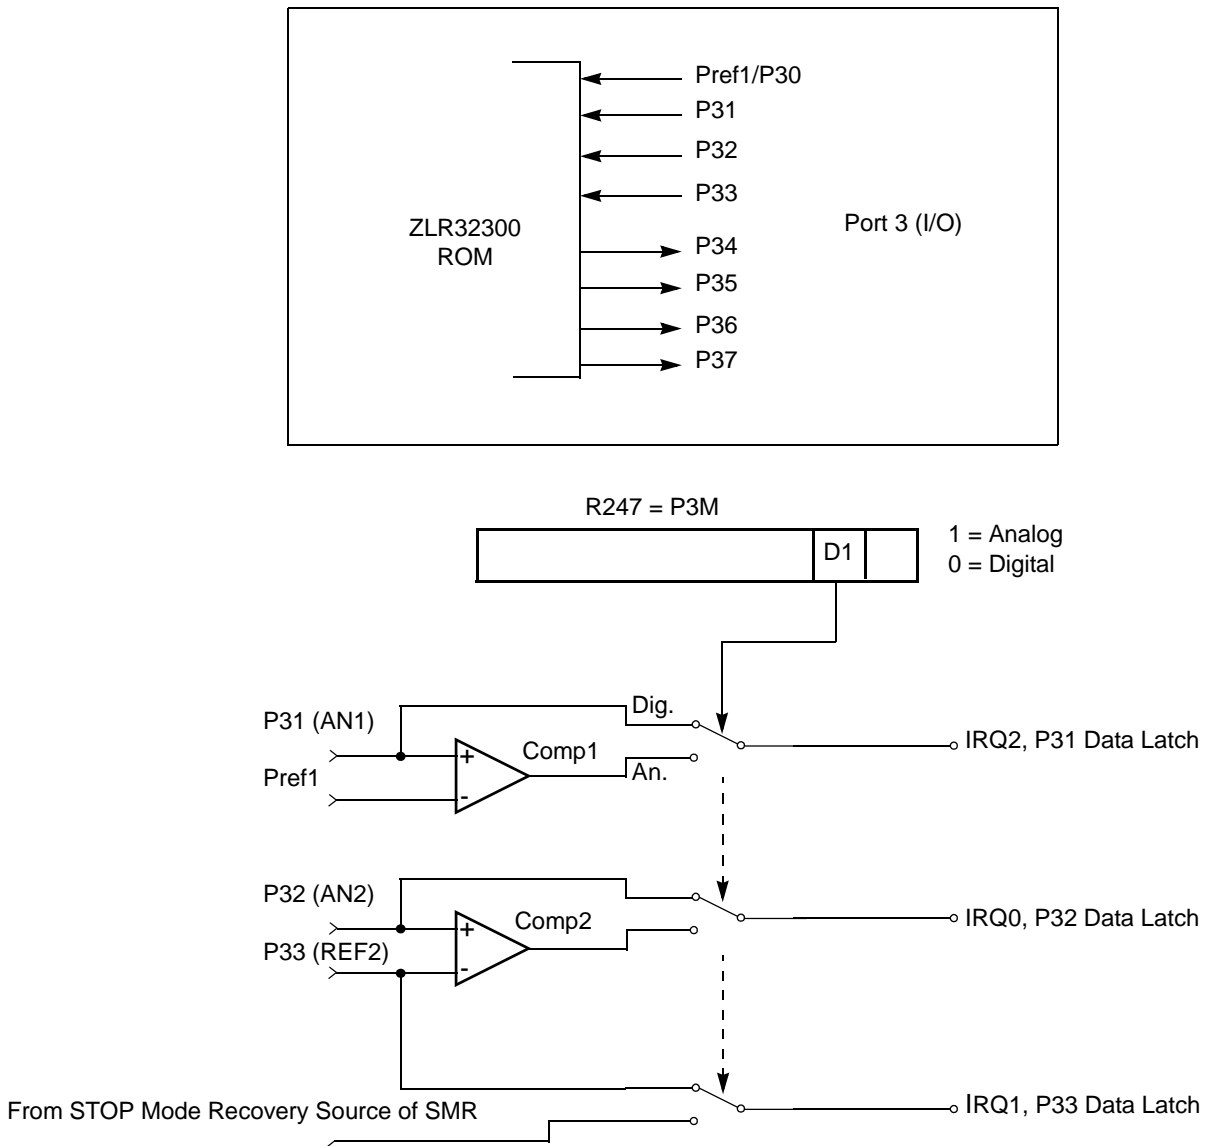 Pref1/P30
P31
P32
P33
ZLR32300
ROM
Port 3 (I/O)
P34
P35
P36
P37
R247 = P3M
D1
1 = Analog
0 = Digital
Dig.
P31 (AN1)
+
Comp1
IRQ2, P31 Data Latch
Pref1
-
An.
P32 (AN2)
+
Comp2
IRQ0, P32 Data Latch
P33 (REF2)
-
From STOP Mode Recovery Source of SMR
IRQ1, P33 Data Latch